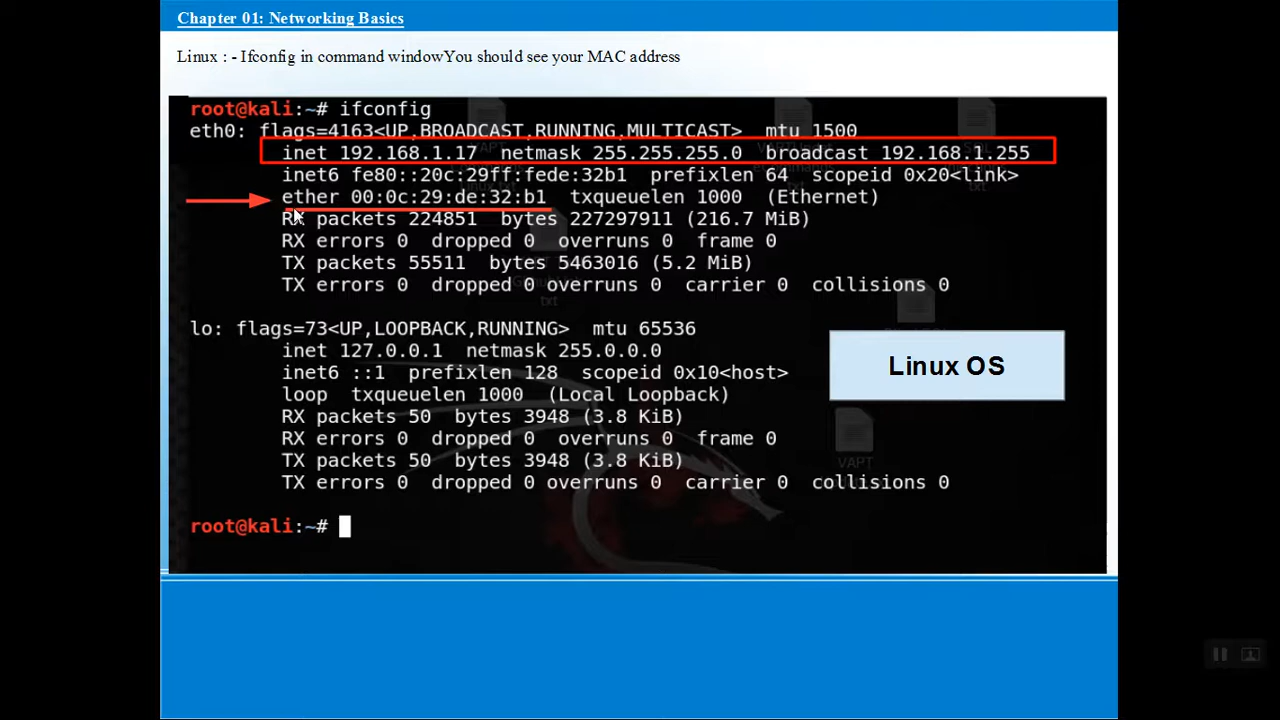 Chapter 01: Networking Basics
Linux : - Ifconfig in command windowYou should see your MAC address
root@kali:~# ifconfig
eth0: flags=4163<UP,BROADCAST,RUNNING,MULTICAST>  mtu 1500
inet 192.168.1.17  netmask 255.255.255.0  broadcast 192.168.1.255
inet6 fe80::20c:29ff:fede:32b1  prefixlen 64  scopeid 0x20<link>
ether 00:0c:29:de:32:b1  txqueuelen 1000  (Ethernet)
RX packets 224851  bytes 227297911 (216.7 MiB)
RX errors 0  dropped 0  overruns 0  frame 0
TX packets 55511  bytes 5463016 (5.2 MiB)
TX errors 0  dropped 0 overruns 0  carrier 0  collisions 0
lo: flags=73<UP,LOOPBACK,RUNNING>  mtu 65536
inet 127.0.0.1  netmask 255.0.0.0
inet6 ::1  prefixlen 128  scopeid 0x10<host>
loop  txqueuelen 1000  (Local Loopback)
RX packets 50  bytes 3948 (3.8 KiB)
RX errors 0  dropped 0  overruns 0  frame 0
TX packets 50  bytes 3948 (3.8 KiB)
TX errors 0  dropped 0 overruns 0  carrier 0  collisions 0
root@kali:~#
Linux OS
VAPT